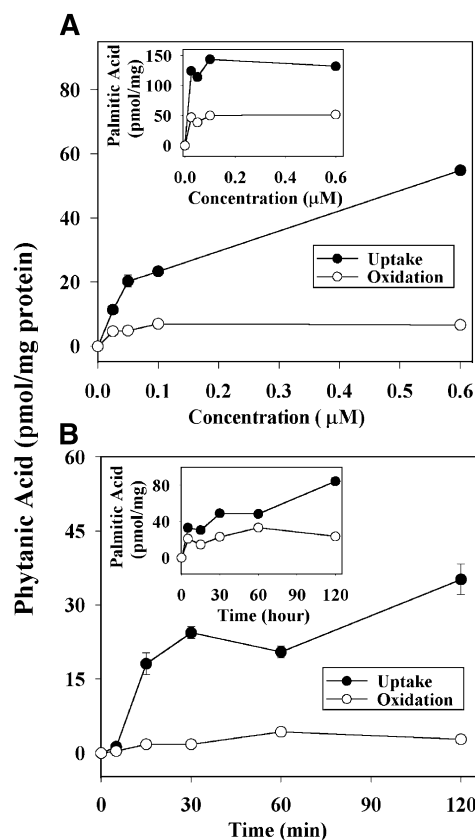 A
Phytanic Acid (pmol/mg protein)
80
60
40
20
0
0.0 0.1 0.2 0.3 0.4 0.5 0.6
Concentration ( μM)
Palmitic Acid
(pmol/mg)
150
100
50
0
0.0 0.2 0.4 0.6
Concentration (μM)
Uptake
Oxidation
B
60
45
30
15
0
0 30 60 90 120
Time (min)
Palmitic Acid
(pmol/mg)
80
40
0
0 30 60 90 120
Time (hour)
Uptake
Oxidation